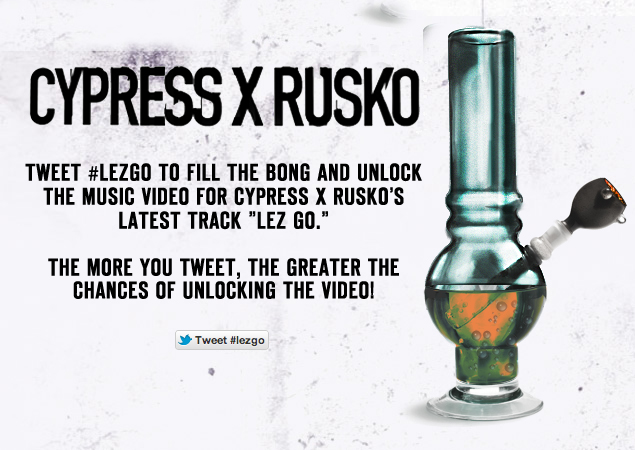 CYPRESS X RUSKO
TWEET #LEZGO TO FILL THE BONG AND UNLOCK
THE MUSIC VIDEO FOR CYPRESS X RUSKO'S
LATEST TRACK "LEZ GO."
THE MORE YOU TWEET, THE GREATER THE
CHANCES OF UNLOCKING THE VIDEO!
Tweet #lezgo